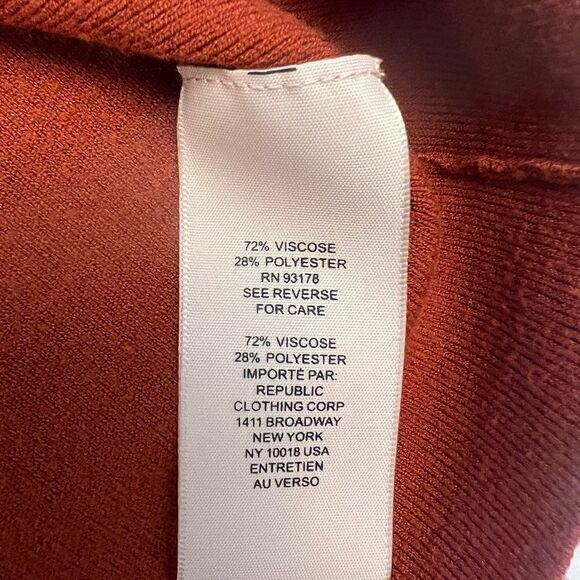 72% VISCOSE
28% POLYESTER
RN 93178
SEE REVERSE
FOR CARE
72% VISCOSE
28% POLYESTER
IMPORTÉ PAR:
REPUBLIC
CLOTHING CORP
1411 BROADWAY
NEW YORK
NY 10018 USA
ENTRETIEN
AU VERSO